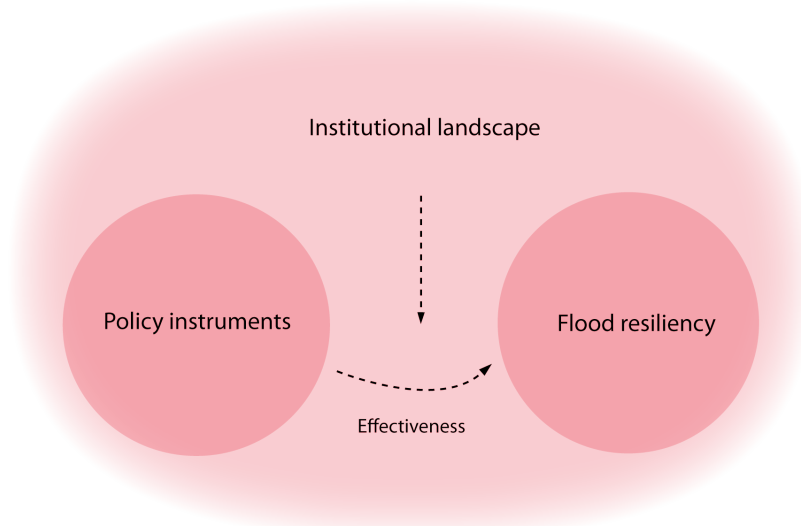 Institutional landscape
Policy instruments
Flood resiliency
Effectiveness